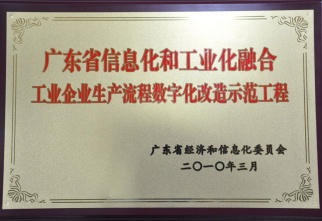 广东省信息化和工业化融合
工业企业生产流程数字化改造示范工程
广东省经济和信息化委员会
二〇一〇年三月